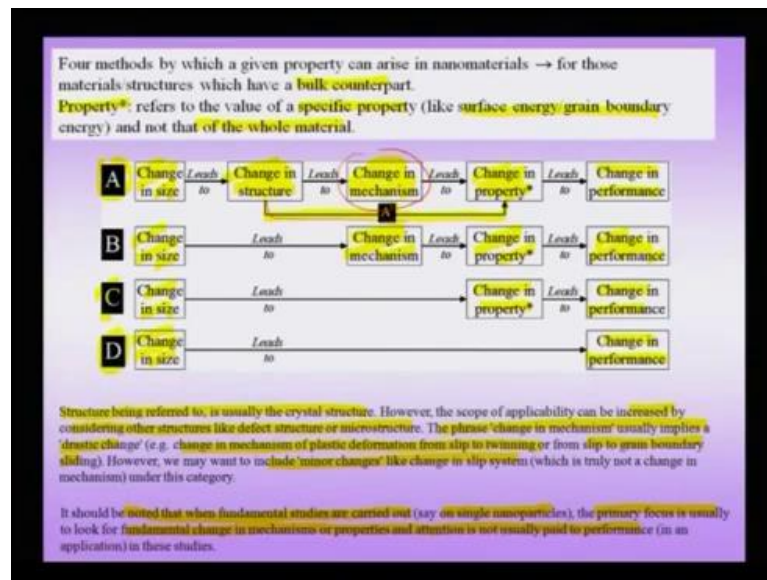 Four methods by which a given property can arise in nanomaterials → for those
materials/structures which have a bulk counterpart.
Property*: refers to the value of a specific property (like surface energy/grain boundary
energy) and not that of the whole material.
A Change in size Leads to Change in structure Leads to Change in mechanism Leads to Change in property* Leads to Change in performance
A'
B Change in size Leads to Change in mechanism Leads to Change in property* Leads to Change in performance
C Change in size Leads to Change in property* Leads to Change in performance
D Change in size Leads to Change in performance
Structure being referred to, is usually the crystal structure. However, the scope of applicability can be increased by
considering other structures like defect structure or microstructure. The phrase 'change in mechanism' usually implies a
'drastic change' (e.g. change in mechanism of plastic deformation from slip to twinning or from slip to grain boundary
sliding). However, we may want to include 'minor changes' like change in slip system (which is truly not a change in
mechanism) under this category.
It should be noted that when fundamental studies are carried out (say on single nanoparticles), the primary focus is usually
to look for fundamental change in mechanisms or properties and attention is not usually paid to performance (in an
application) in these studies.